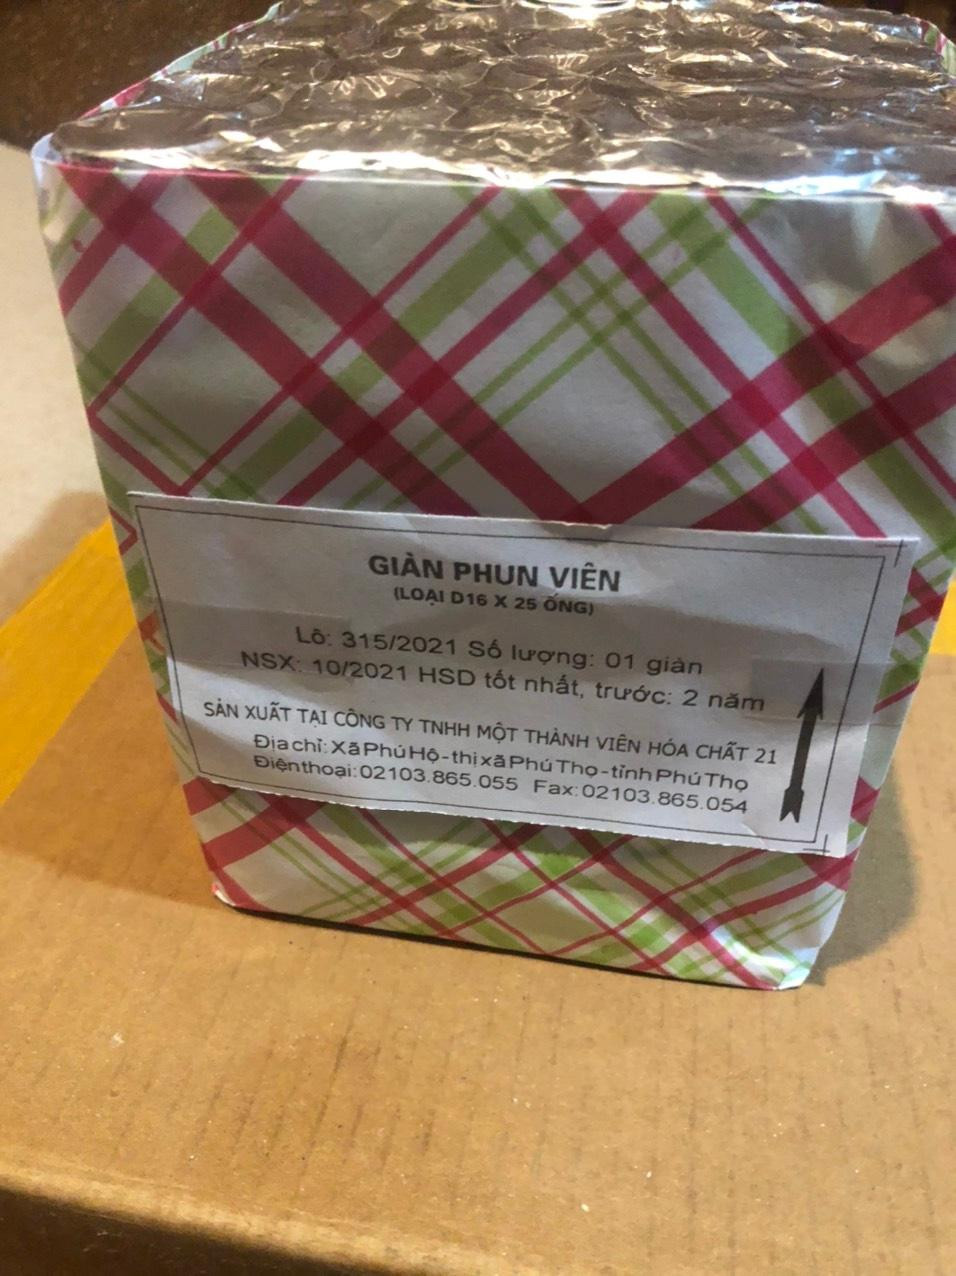 GIÀN PHUN VIÊN
(LOẠI D16 X 25 ỐNG)
Lô: 315/2021 Số lượng: 01 giàn
NSX: 10/2021 HSD tốt nhất, trước: 2 năm
SẢN XUẤT TẠI CÔNG TY TNHH MỘT THÀNH VIÊN HÓA CHẤT 21
Địa chỉ: Xã Phú Hộ - thị xã Phú Thọ - tỉnh Phú Thọ
Điện thoại: 02103.865.055 Fax: 02103.865.054